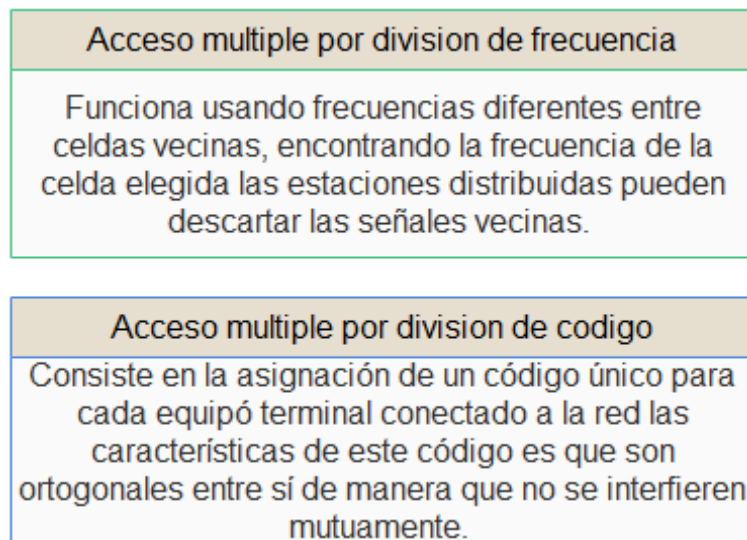 Acceso multiple por division de frecuencia
Funciona usando frecuencias diferentes entre
celdas vecinas, encontrando la frecuencia de la
celda elegida las estaciones distribuidas pueden
descartar las señales vecinas.
Acceso multiple por division de codigo
Consiste en la asignación de un código único para
cada equipó terminal conectado a la red las
características de este código es que son
ortogonales entre sí de manera que no se interfieren
mutuamente.